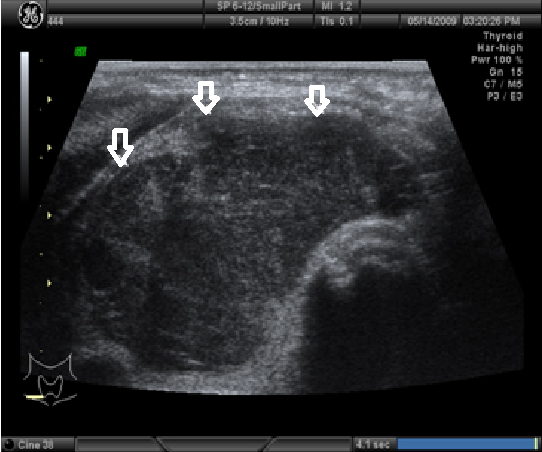 SP 6-12/SmallPart MI 1.2
444 3.5cm / 10Hz Tis 0.1 05/14/2009 03:20:26 PM
Thyroid
Har-high
Pwr 100 %
Gn 15
C7 / M5
P3 / E3
Cine 38 4.1 sec